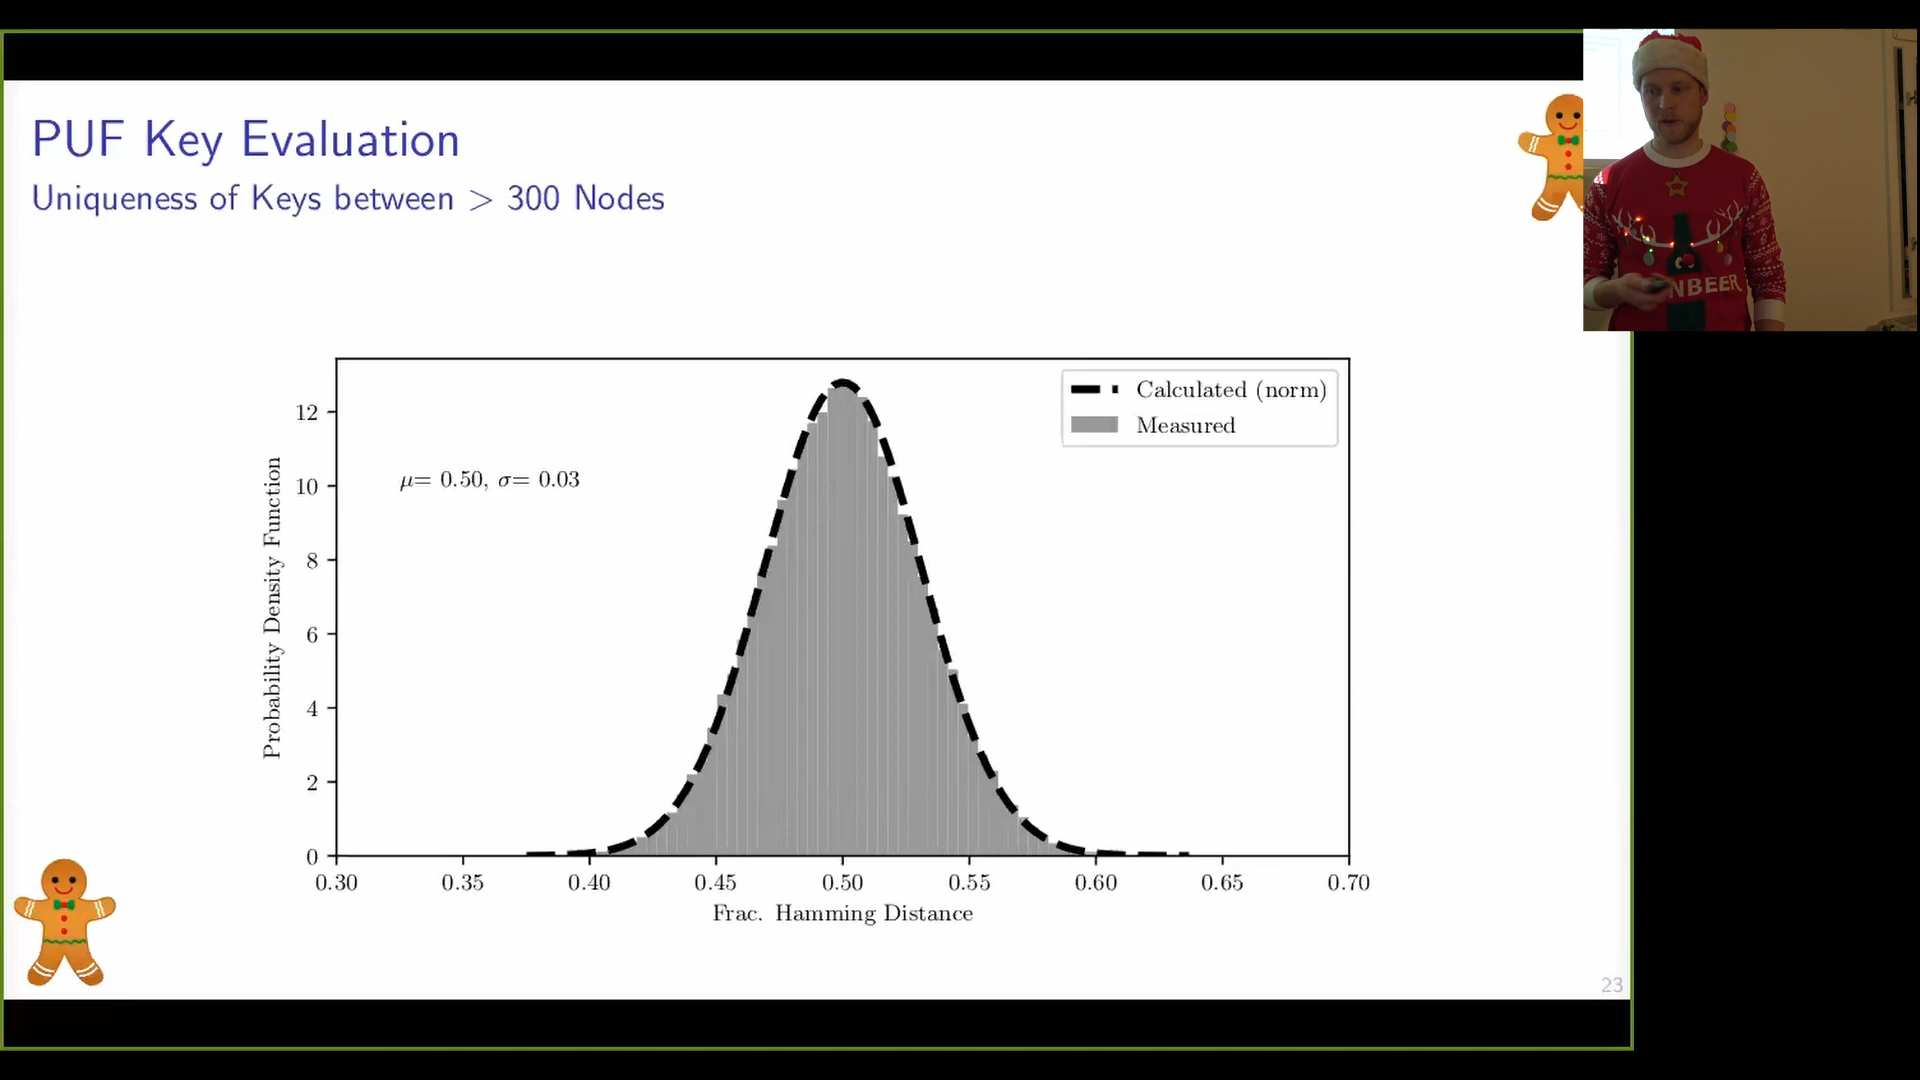 PUF Key Evaluation
Uniqueness of Keys between > 300 Nodes
Calculated (norm)
Measured
μ= 0.50, σ= 0.03
Probability Density Function
12
10
8
6
4
2
0
0.30 0.35 0.40 0.45 0.50 0.55 0.60 0.65 0.70
Frac. Hamming Distance
23
NBEER